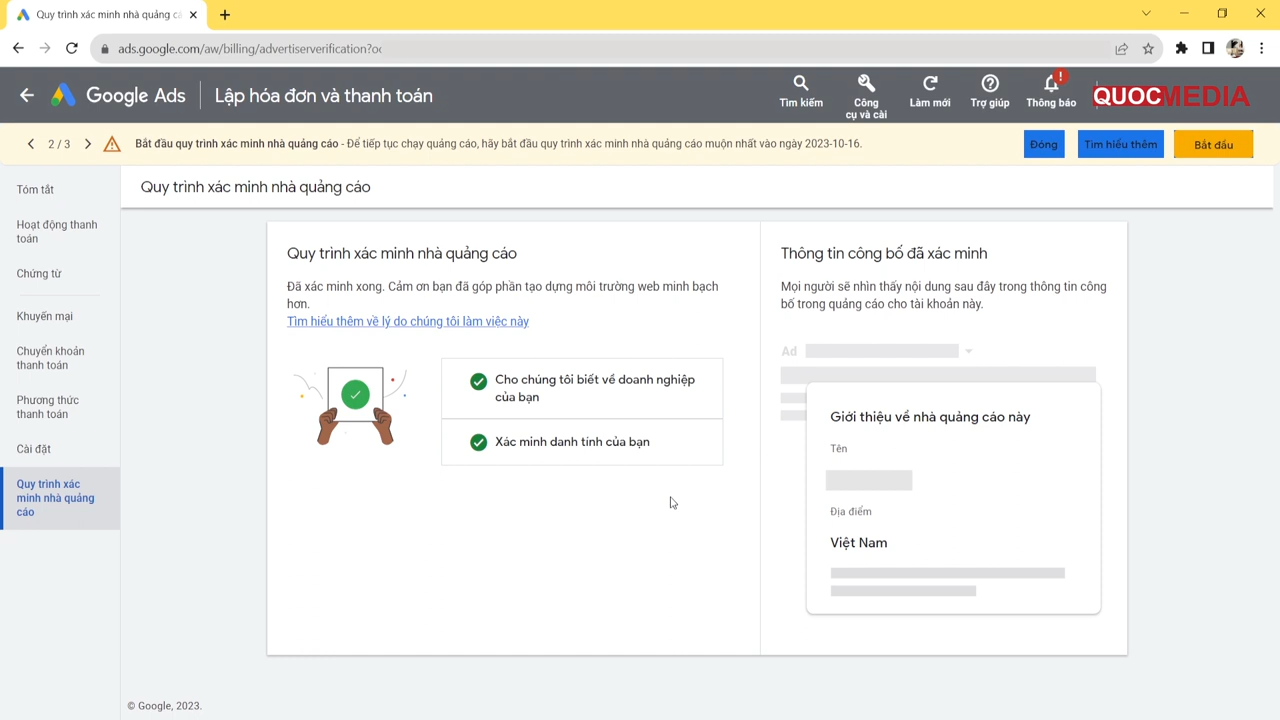 Quy trình xác minh nhà quảng cá
ads.google.com/aw/billing/advertiserverification?oc
Google Ads
Lập hóa đơn và thanh toán
Tìm kiếm
Công
cụ và cài
Làm mới
Trợ giúp
Thông báo
QUOCMEDIA
2 / 3
Bắt đầu quy trình xác minh nhà quảng cáo - Để tiếp tục chạy quảng cáo, hãy bắt đầu quy trình xác minh nhà quảng cáo muộn nhất vào ngày 2023-10-16.
Đóng
Tìm hiểu thêm
Bắt đầu
Tóm tắt
Hoạt động thanh
toán
Chứng từ
Khuyến mại
Chuyển khoản
thanh toán
Phương thức
thanh toán
Cài đặt
Quy trình xác
minh nhà quảng
cáo
Quy trình xác minh nhà quảng cáo
Quy trình xác minh nhà quảng cáo
Đã xác minh xong. Cảm ơn bạn đã góp phần tạo dựng môi trường web minh bạch
hơn.
Tìm hiểu thêm về lý do chúng tôi làm việc này
Cho chúng tôi biết về doanh nghiệp
của bạn
Xác minh danh tính của bạn
Thông tin công bố đã xác minh
Mọi người sẽ nhìn thấy nội dung sau đây trong thông tin công
bố trong quảng cáo cho tài khoản này.
Ad
Giới thiệu về nhà quảng cáo này
Tên
Địa điểm
Việt Nam
© Google, 2023.